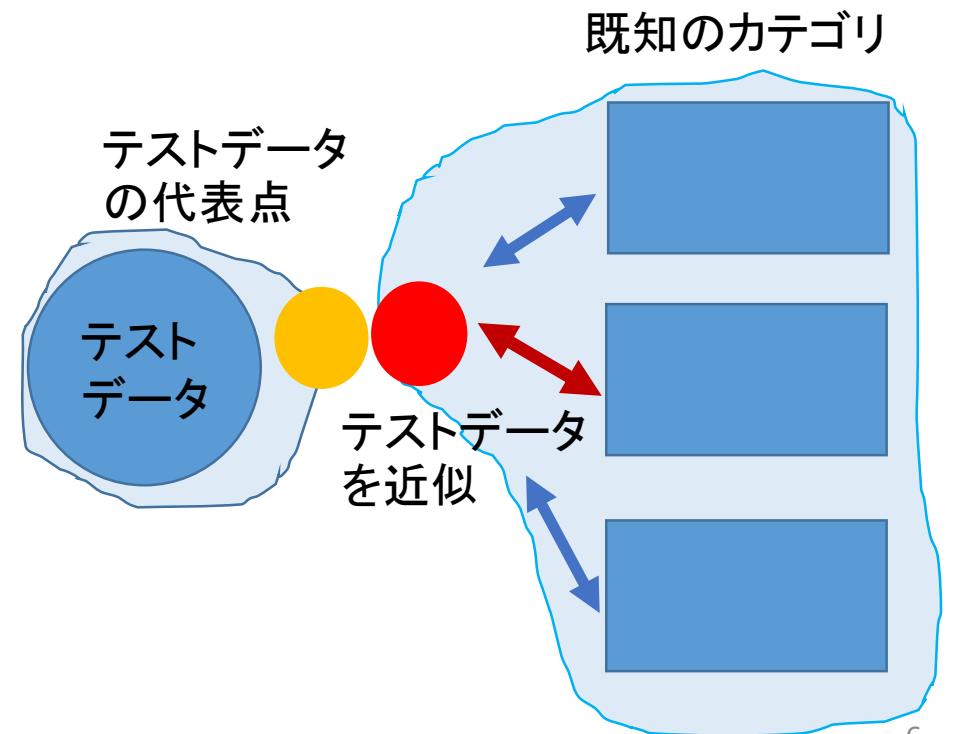 既知のカテゴリ
テストデータ
の代表点
テスト
データ
テストデータ
を近似